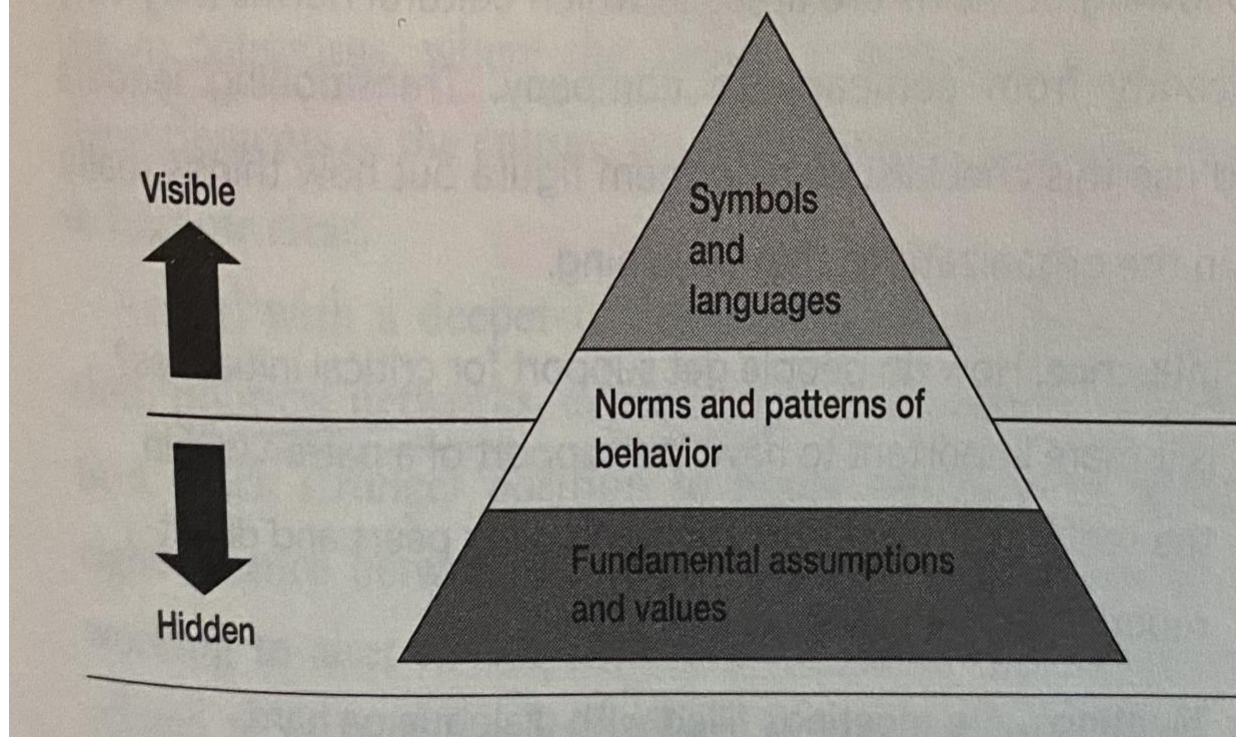 Visible
Symbols
and
languages
Norms and patterns of
behavior
Fundamental assumptions
and values
Hidden